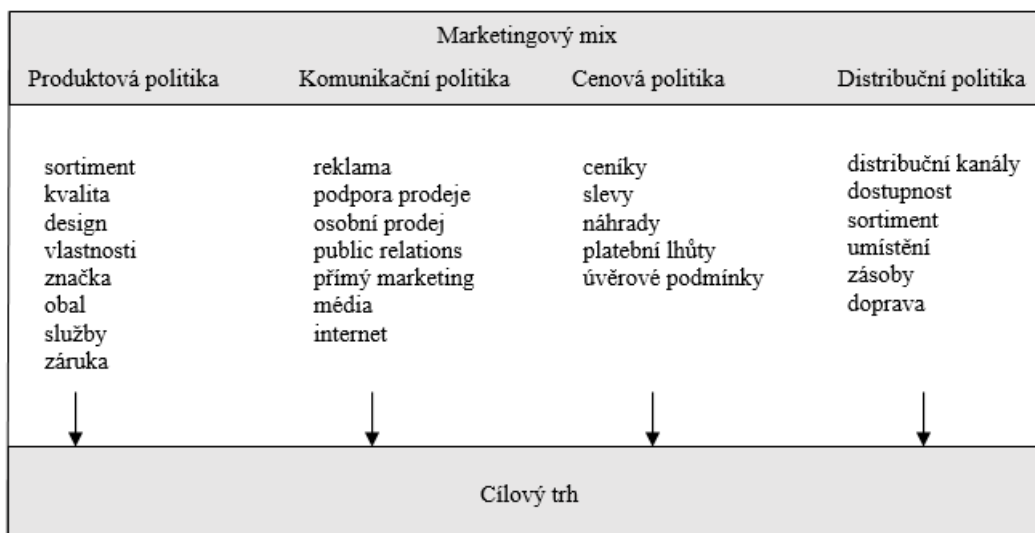 Marketingový mix
Produktová politika
Komunikační politika
Cenová politika
Distribuční politika
sortiment
kvalita
design
vlastnosti
značka
obal
služby
záruka
reklama
podpora prodeje
osobní prodej
public relations
přímý marketing
média
internet
ceníky
slevy
náhrady
platební lhůty
úvěrové podmínky
distribuční kanály
dostupnost
sortiment
umístění
zásoby
doprava
Cílový trh